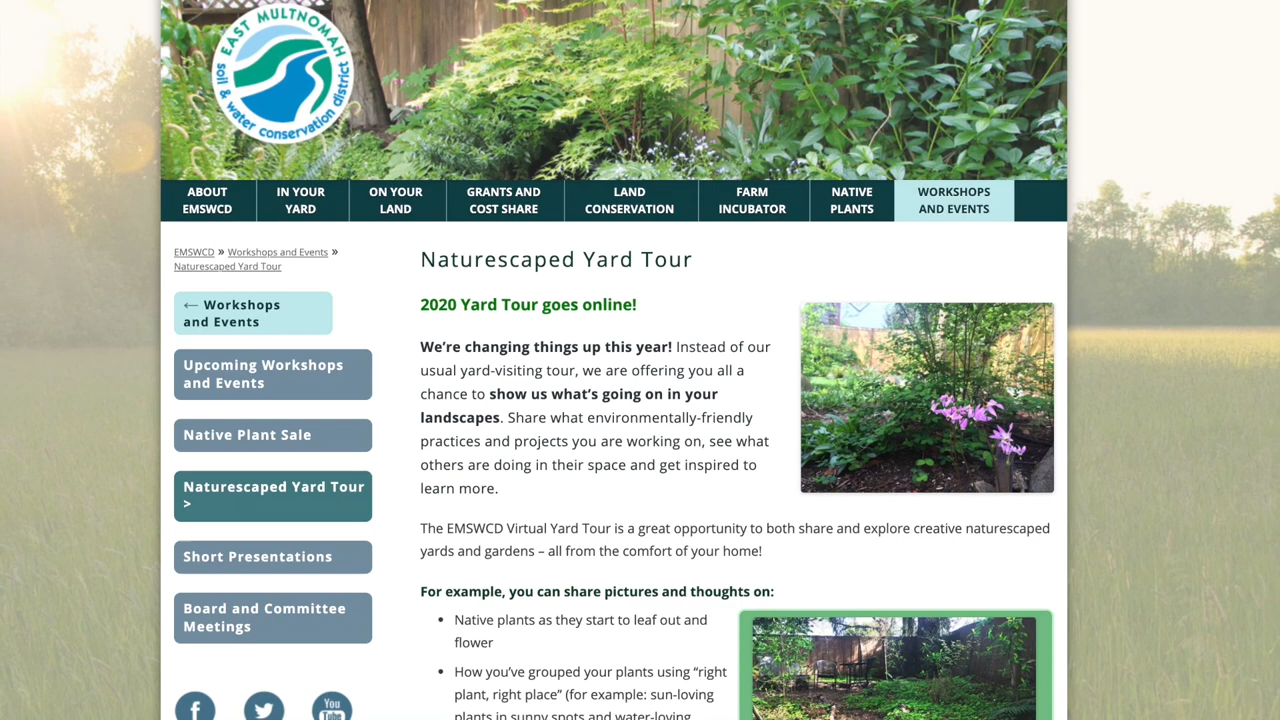 EAST MULTNOMAH
soil & water conservation district
ABOUT EMSWCD
IN YOUR YARD
ON YOUR LAND
GRANTS AND COST SHARE
LAND CONSERVATION
FARM INCUBATOR
NATIVE PLANTS
WORKSHOPS AND EVENTS
EMSWCD » Workshops and Events »
Naturescaped Yard Tour
← Workshops
and Events
Upcoming Workshops
and Events
Native Plant Sale
Naturescaped Yard Tour
>
Short Presentations
Board and Committee
Meetings
You
Tube
Naturescaped Yard Tour
2020 Yard Tour goes online!
We’re changing things up this year! Instead of our
usual yard-visiting tour, we are offering you all a
chance to show us what’s going on in your
landscapes. Share what environmentally-friendly
practices and projects you are working on, see what
others are doing in their space and get inspired to
learn more.
The EMSWCD Virtual Yard Tour is a great opportunity to both share and explore creative naturescaped
yards and gardens – all from the comfort of your home!
For example, you can share pictures and thoughts on:
• Native plants as they start to leaf out and
flower
• How you’ve grouped your plants using “right
plant, right place” (for example: sun-loving
plants in sunny spots and water-loving